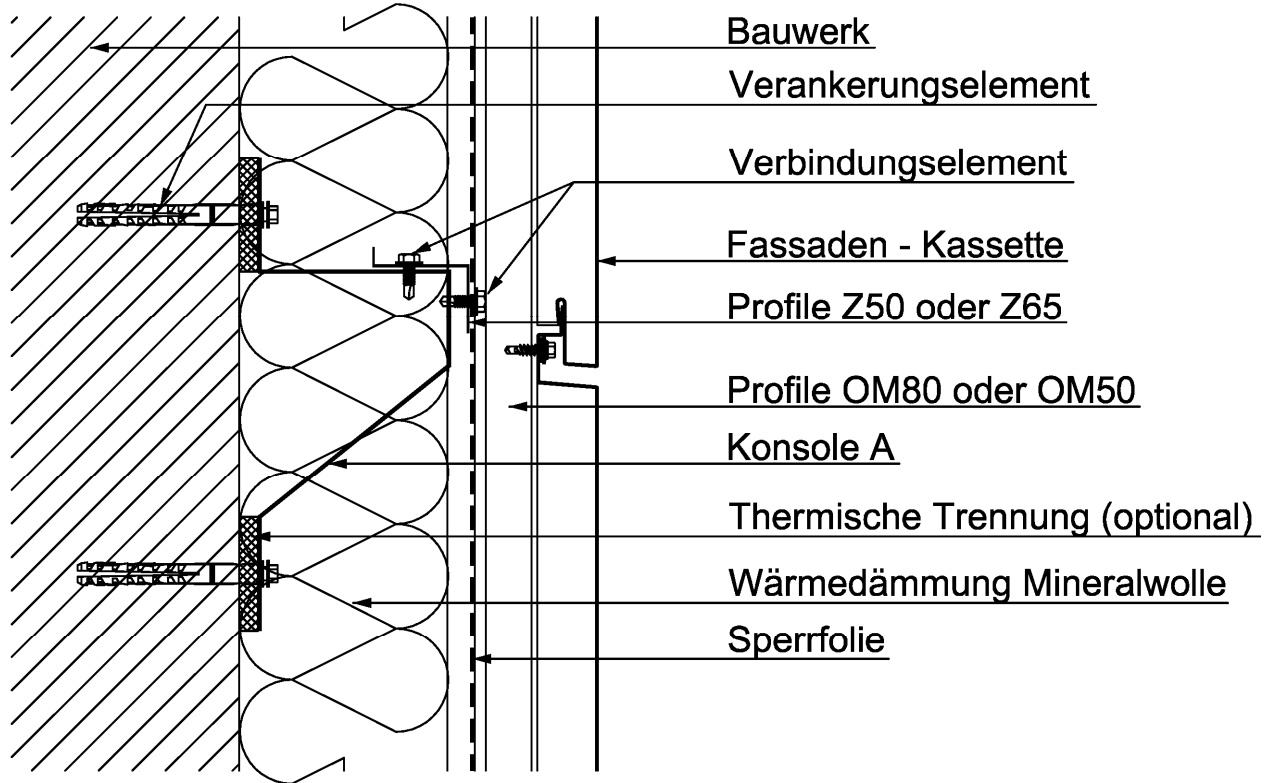 Bauwerk
Verankerungselement
Verbindungselement
Fassaden - Kassette
Profile Z50 oder Z65
Profile OM80 oder OM50
Konsole A
Thermische Trennung (optional)
Wärmedämmung Mineralwolle
Sperrfolie